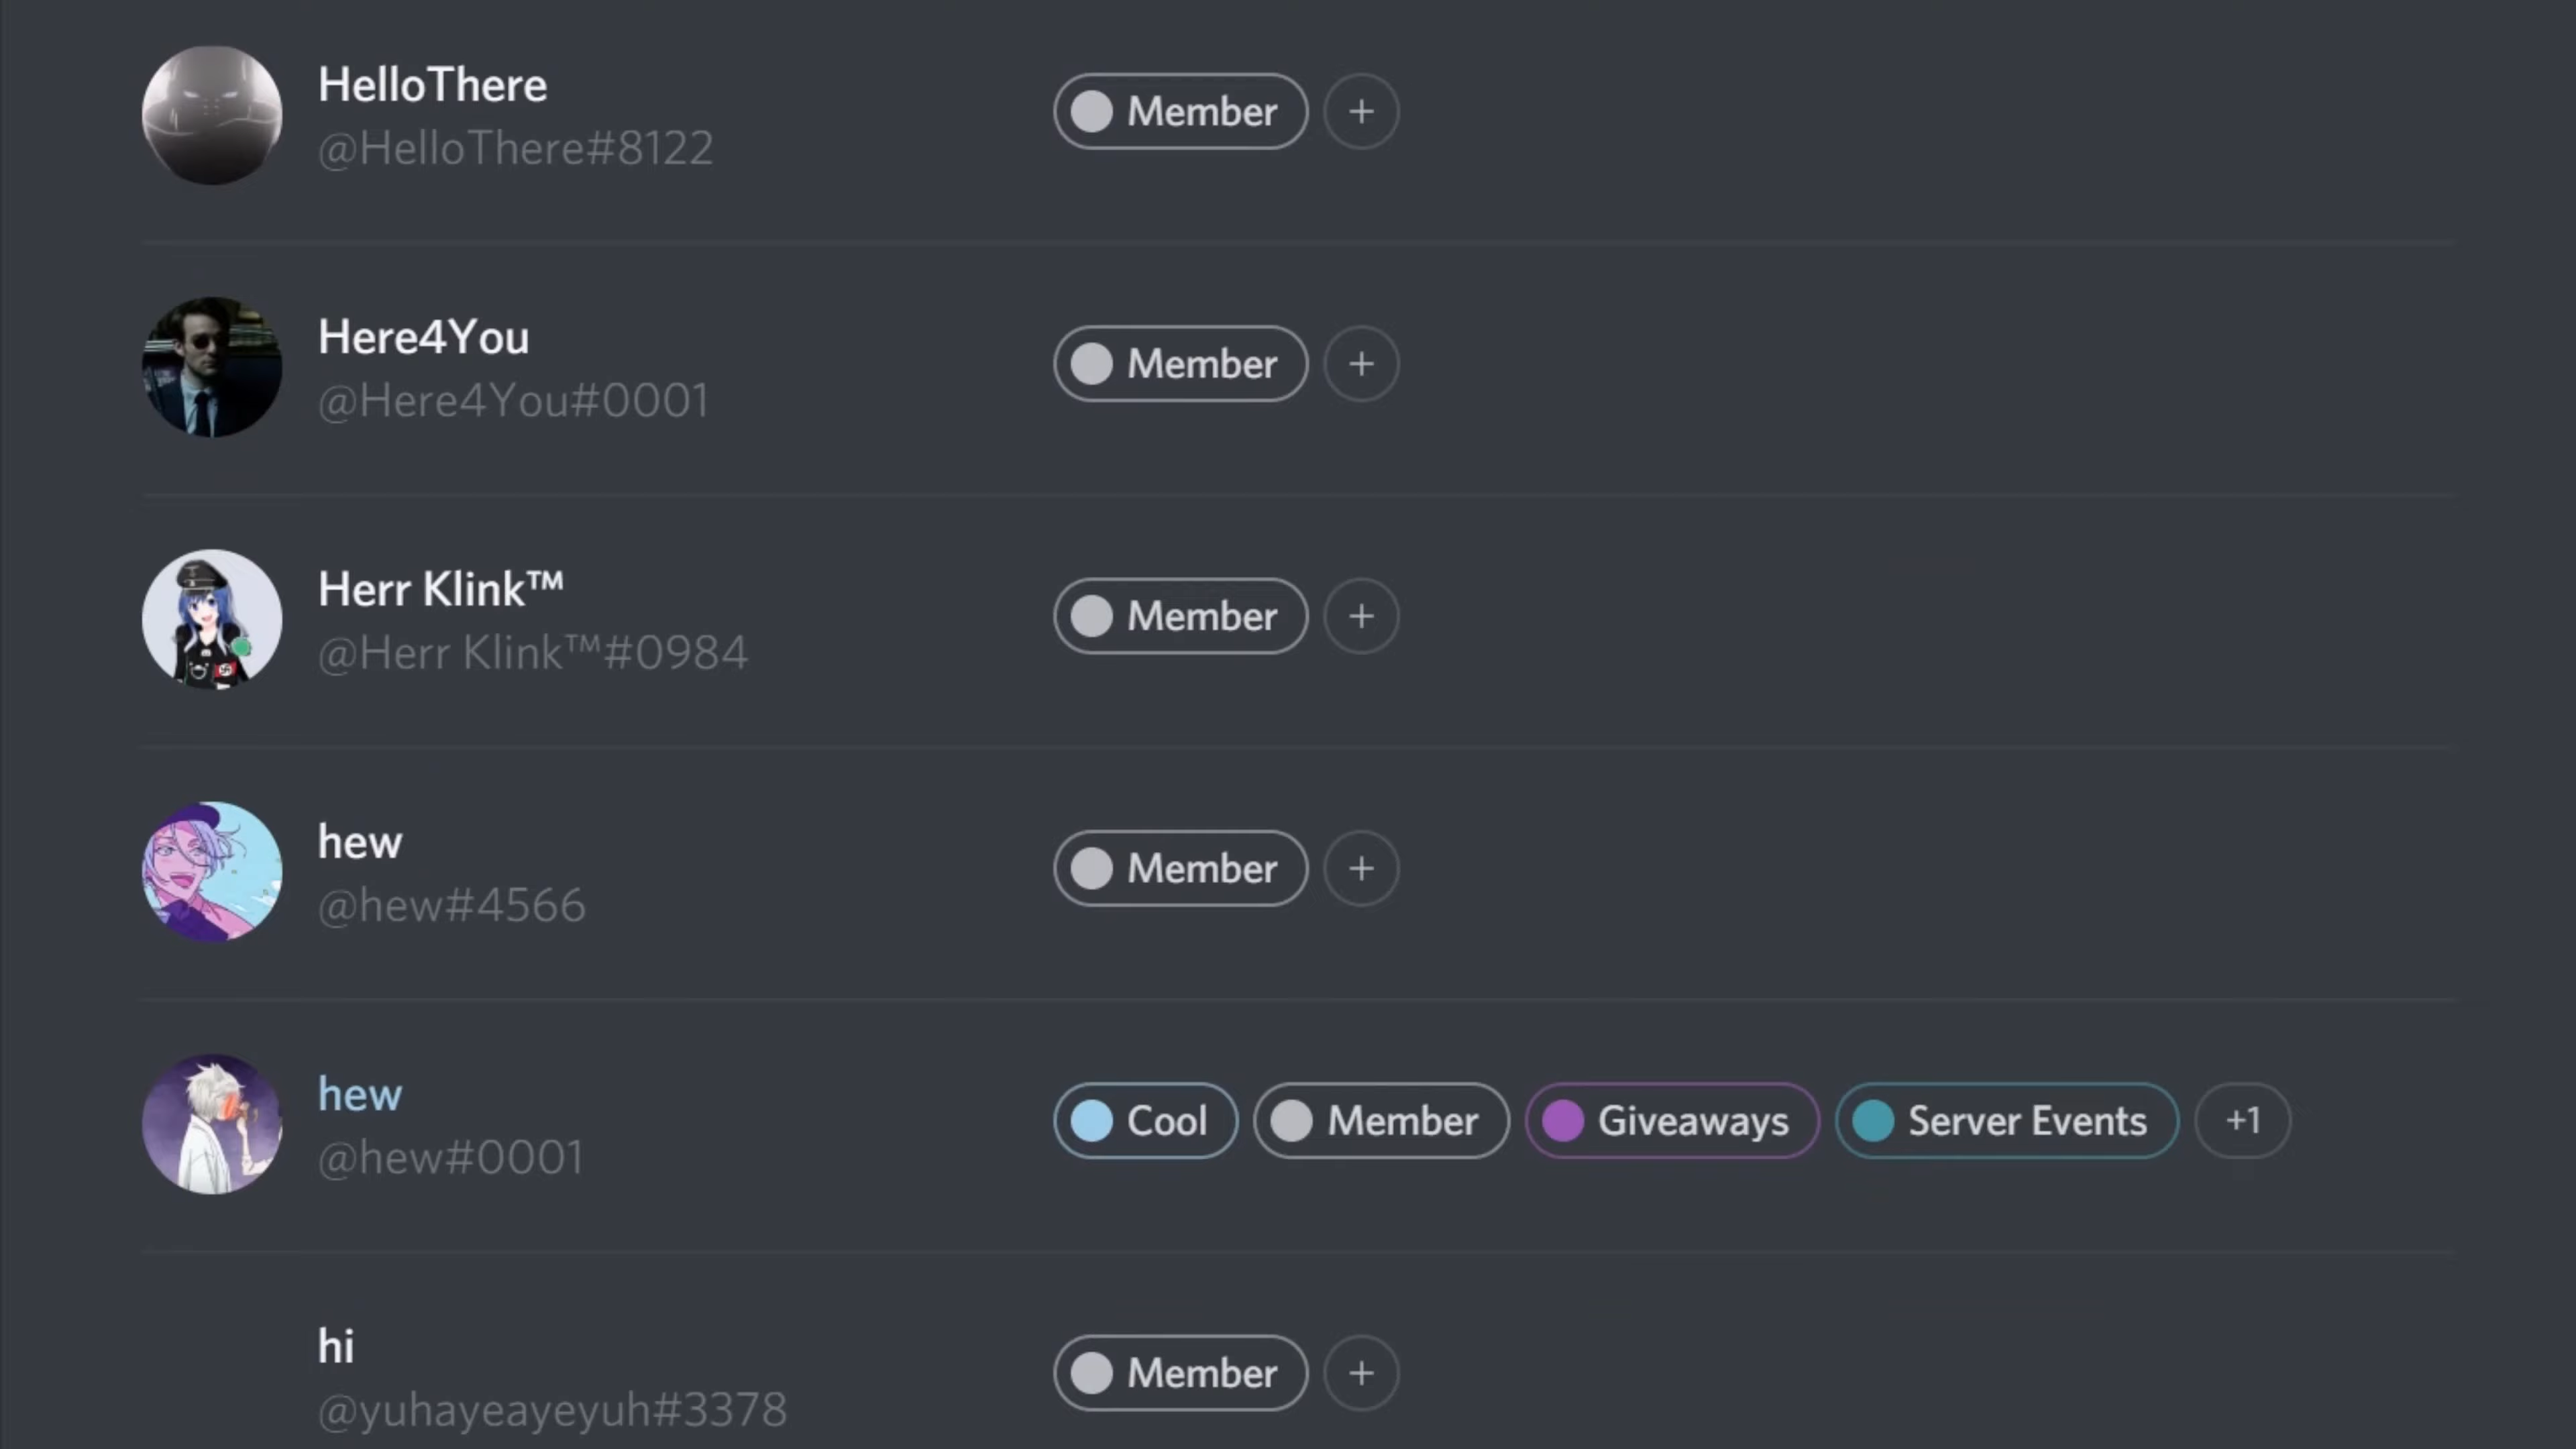 HelloThere
@HelloThere#8122
Member +
Here4You
@Here4You#0001
Member +
Herr Klink™
@Herr Klink™#0984
Member +
hew
@hew#4566
Member +
hew
@hew#0001
Cool Member Giveaways Server Events +1
hi
@yuhayeayeyuh#3378
Member +